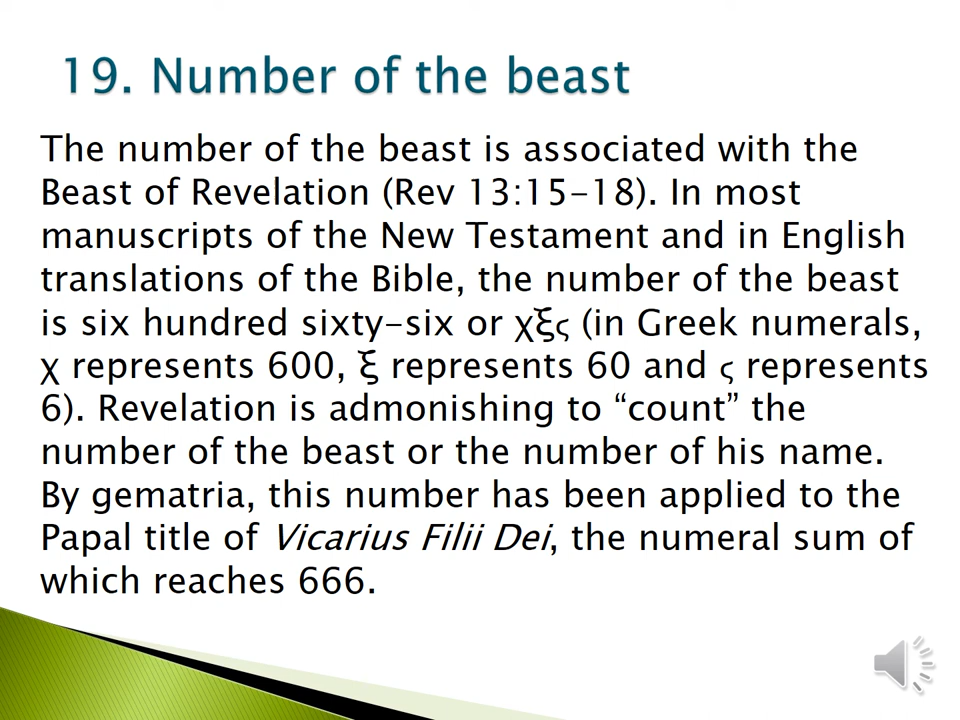 19. Number of the beast
The number of the beast is associated with the
Beast of Revelation (Rev 13:15-18). In most
manuscripts of the New Testament and in English
translations of the Bible, the number of the beast
is six hundred sixty-six or χξς (in Greek numerals,
χ represents 600, ξ represents 60 and ς represents
6). Revelation is admonishing to “count” the
number of the beast or the number of his name.
By gematria, this number has been applied to the
Papal title of Vicarius Filii Dei, the numeral sum of
which reaches 666.